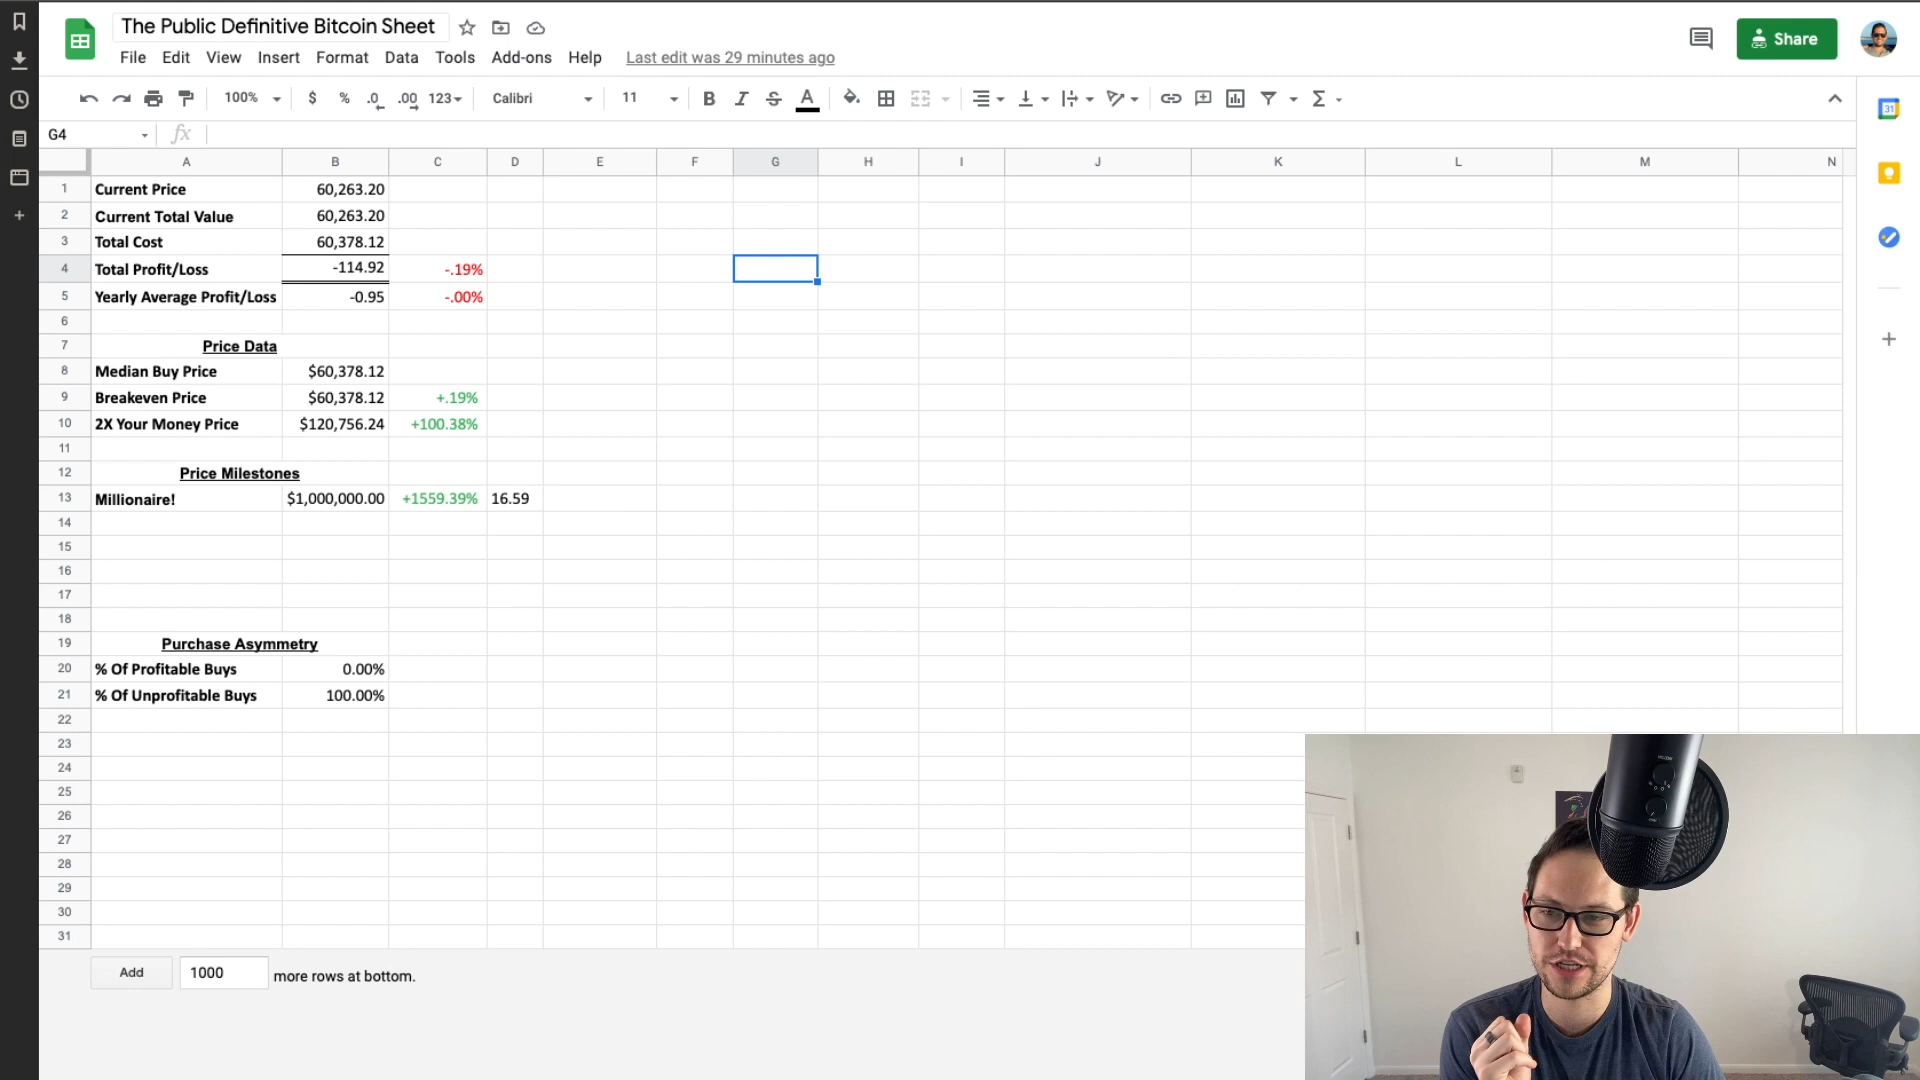 The Public Definitive Bitcoin Sheet
File Edit View Insert Format Data Tools Add-ons Help Last edit was 29 minutes ago
Share
100% $ % .0 .00 123 Calibri 11 B I S A Σ
31
G4 fx
A B C D E F G H I J K L M N
1 Current Price 60,263.20
2 Current Total Value 60,263.20
3 Total Cost 60,378.12
4 Total Profit/Loss -114.92 -.19%
5 Yearly Average Profit/Loss -0.95 -.00%
6
7 Price Data
8 Median Buy Price $60,378.12
9 Breakeven Price $60,378.12 +.19%
10 2X Your Money Price $120,756.24 +100.38%
11
12 Price Milestones
13 Millionaire! $1,000,000.00 +1559.39% 16.59
14
15
16
17
18
19 Purchase Asymmetry
20 % Of Profitable Buys 0.00%
21 % Of Unprofitable Buys 100.00%
22
23
24
25
26
27
28
29
30
31
Add 1000 more rows at bottom.